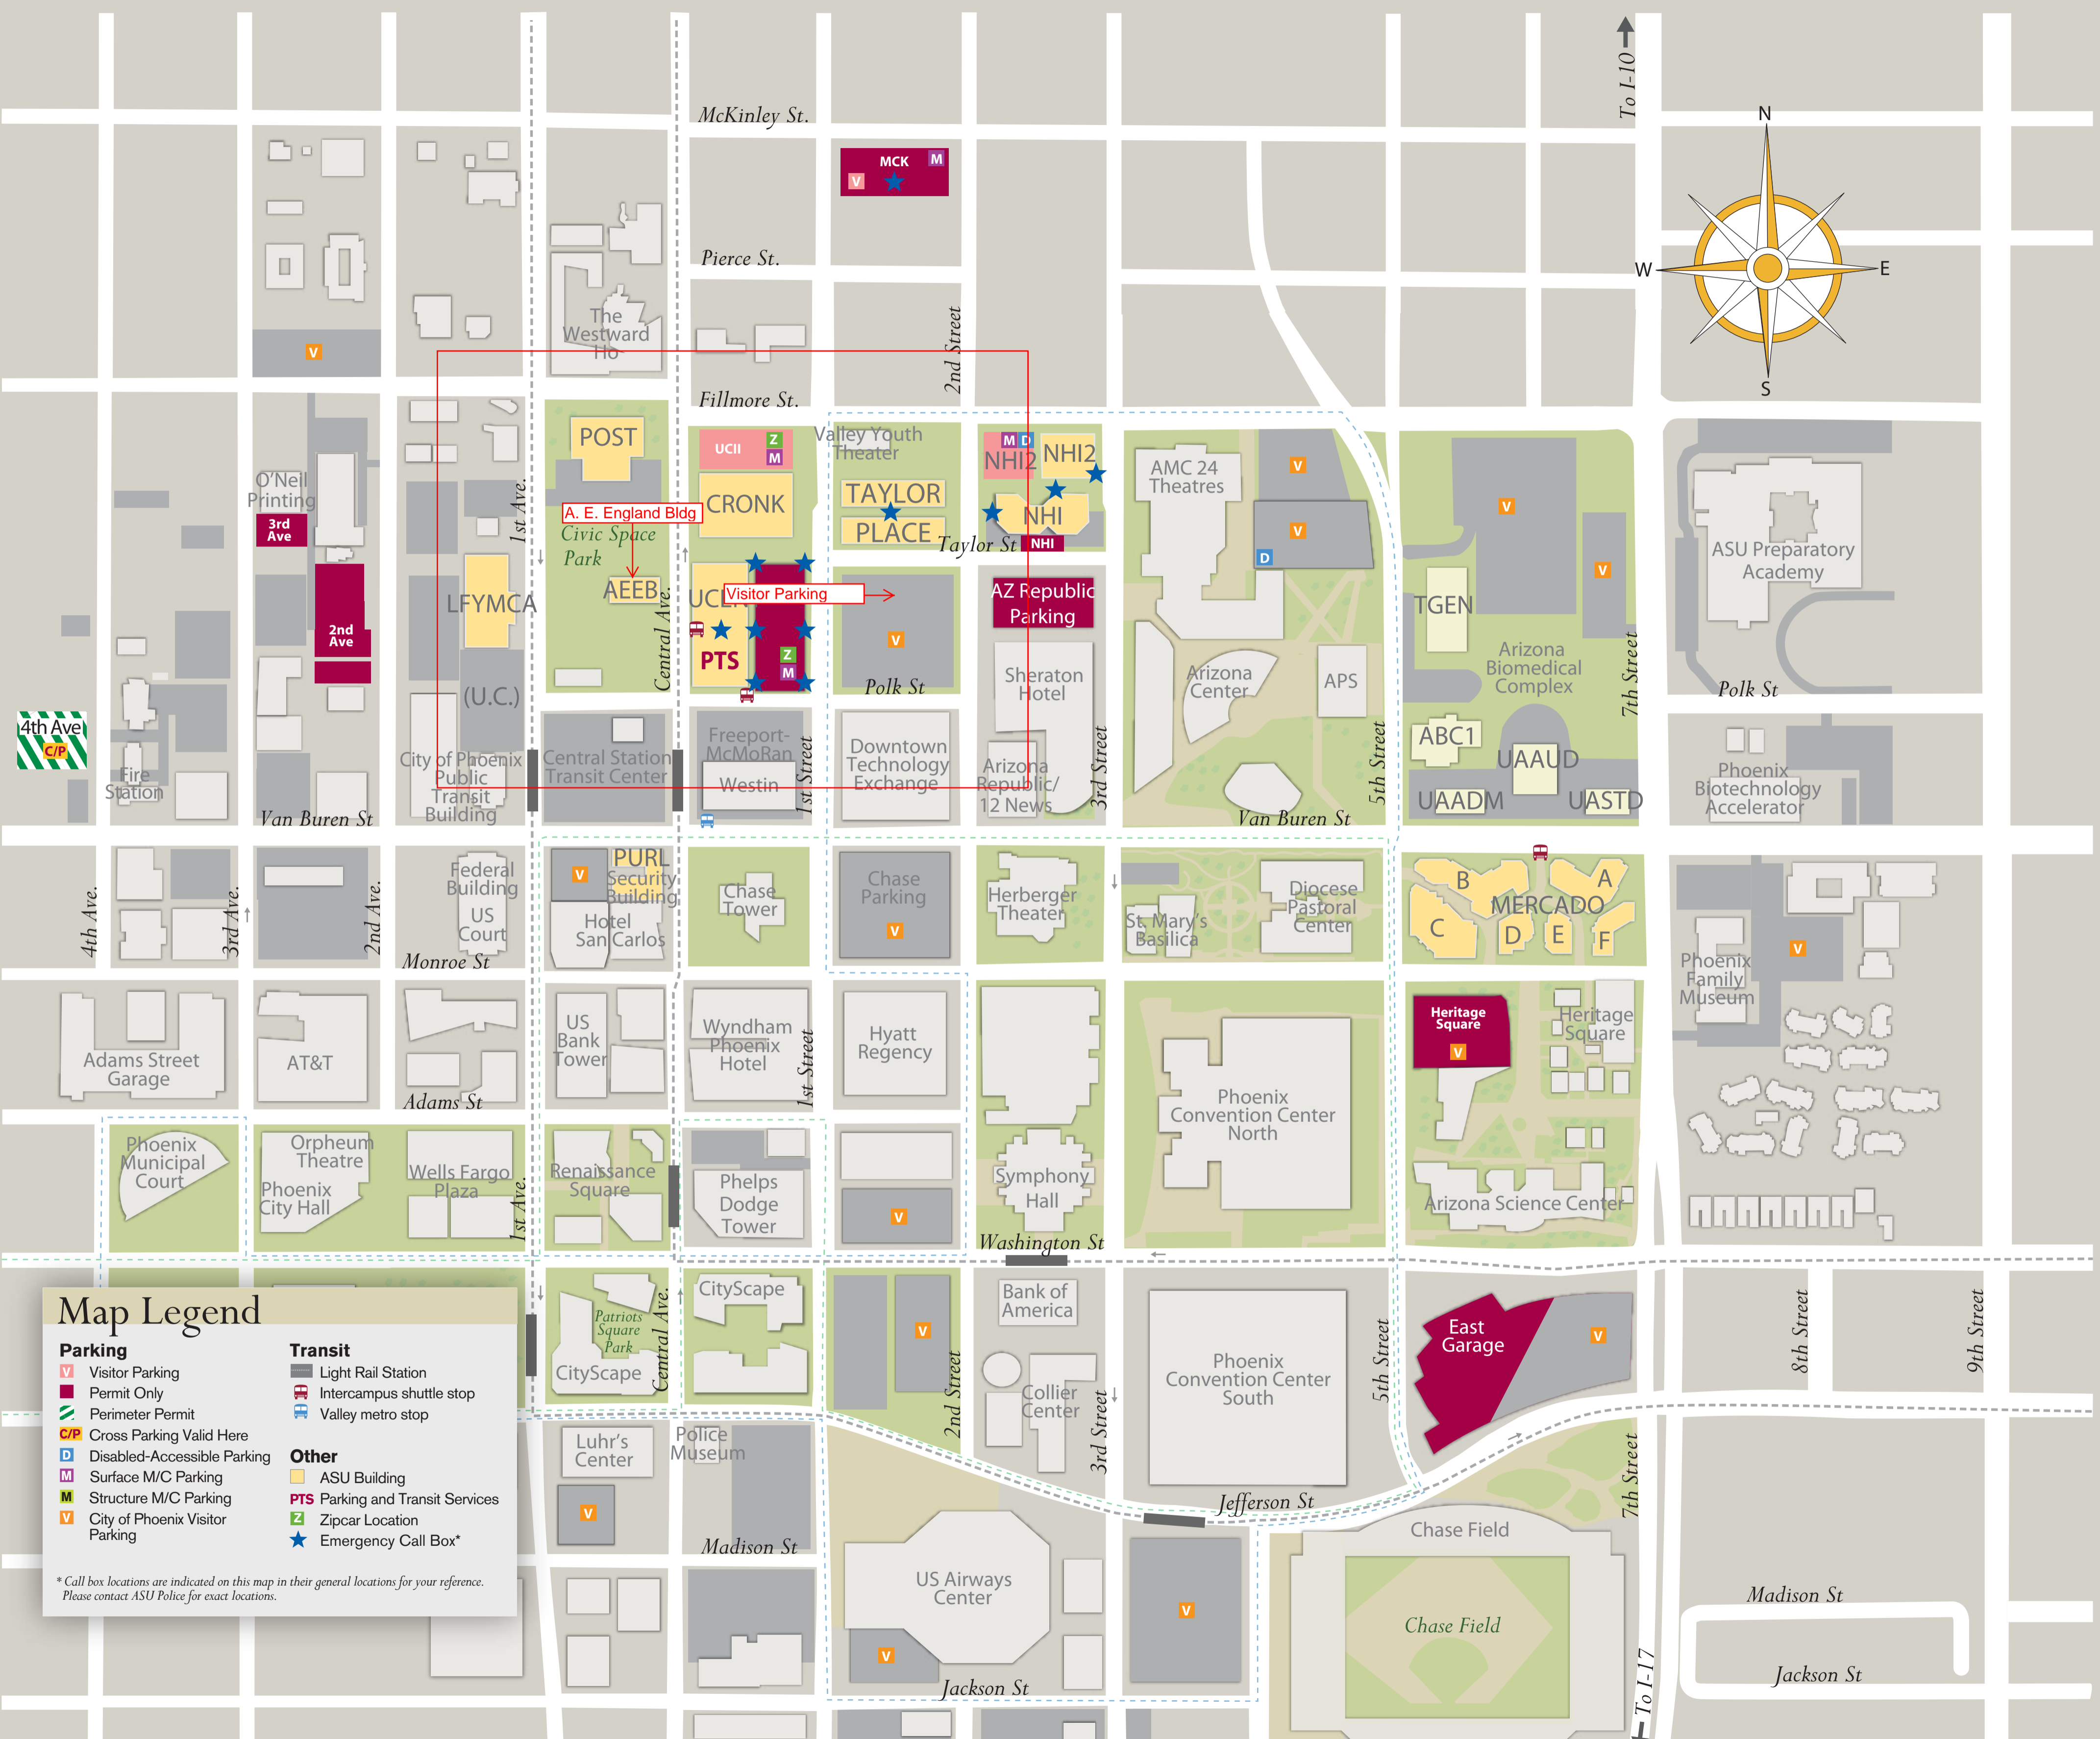 To I-10
McKinley St.
N
MCK
M
V
W
E
S
Pierce St.
The
Westward
Ho
V
2nd Street
Fillmore St.
POST
UCII
Z
M
Valley Youth
Theater
M D
NHI2
NHI2
AMC 24
Theatres
V
V
D
V
V
O'Neil
Printing
3rd
Ave
1st Ave.
A. E. England Bldg
CRONK
TAYLOR
PLACE
NHI
Taylor St
NHI
Civic Space
Park
ASU Preparatory
Academy
LFYMCA
AEEB
Visitor Parking
AZ Republic
Parking
TGEN
2nd
Ave
Central Ave.
PTS
Z
M
V
Polk St
Sheraton
Hotel
Arizona
Center
APS
Arizona
Biomedical
Complex
7th Street
Polk St
(U.C.)
4th Ave
C/P
Fire
Station
City of Phoenix
Public
Transit
Building
Central Station
Transit Center
Freeport-
McMoRan
Westin
1st Street
Downtown
Technology
Exchange
Arizona
Republic/
12 News
3rd Street
5th Street
ABC1
UAAUD
UAADM
UASTD
Phoenix
Biotechnology
Accelerator
Van Buren St
Van Buren St
4th Ave.
3rd Ave.
2nd Ave.
Federal
Building
US
Court
V
PURL
Security
Building
Hotel
San Carlos
Chase
Tower
Chase
Parking
V
Herberger
Theater
St. Mary's
Basilica
Diocese
Pastoral
Center
B
A
MERCADO
C
D
E
F
V
Phoenix
Family
Museum
Monroe St
Adams Street
Garage
AT&T
US
Bank
Tower
Wyndham
Phoenix
Hotel
1st Street
Hyatt
Regency
Phoenix
Convention Center
North
Heritage
Square
V
Heritage
Square
Adams St
Phoenix
Municipal
Court
Orpheum
Theatre
Phoenix
City Hall
Wells Fargo
Plaza
1st Ave.
Renaissance
Square
Phelps
Dodge
Tower
V
Symphony
Hall
Arizona Science Center
Washington St
CityScape
Patriots
Square
Park
CityScape
Central Ave.
V
2nd Street
Bank of
America
Collier
Center
3rd Street
Phoenix
Convention Center
South
5th Street
East
Garage
V
8th Street
9th Street
Map Legend
Parking
V Visitor Parking
Permit Only
Perimeter Permit
C/P Cross Parking Valid Here
D Disabled-Accessible Parking
M Surface M/C Parking
M Structure M/C Parking
V City of Phoenix Visitor
Parking
Transit
Light Rail Station
Intercampus shuttle stop
Valley metro stop
Other
ASU Building
PTS Parking and Transit Services
Z Zipcar Location
Emergency Call Box*
* Call box locations are indicated on this map in their general locations for your reference.
Please contact ASU Police for exact locations.
Luhr's
Center
Police
Museum
V
Madison St
Jefferson St
7th Street
Chase Field
US Airways
Center
V
V
Chase Field
Madison St
Jackson St
Jackson St
To I-17